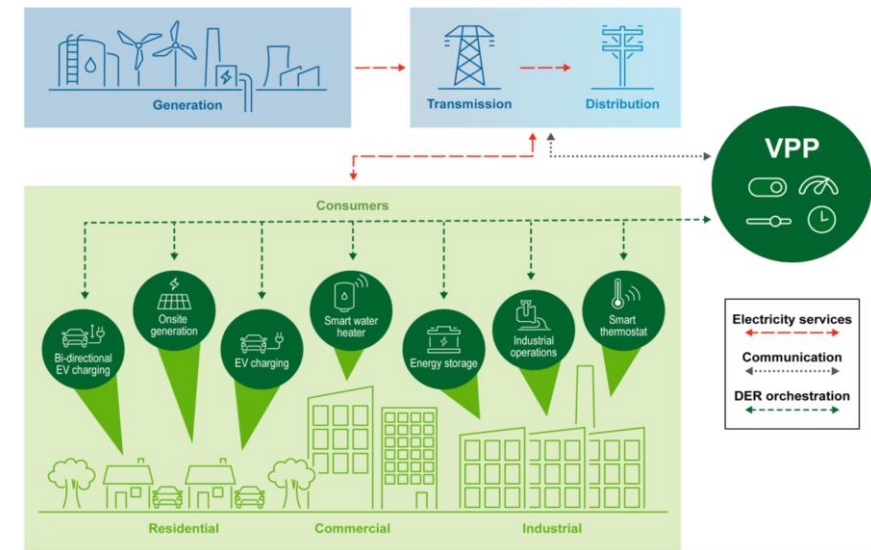 Generation
Transmission
Distribution
VPP
Consumers
Bi-directional
EV charging
Onsite
generation
EV charging
Smart water
heater
Energy storage
Industrial
operations
Smart
thermostat
Residential
Commercial
Industrial
Electricity services
Communication
DER orchestration